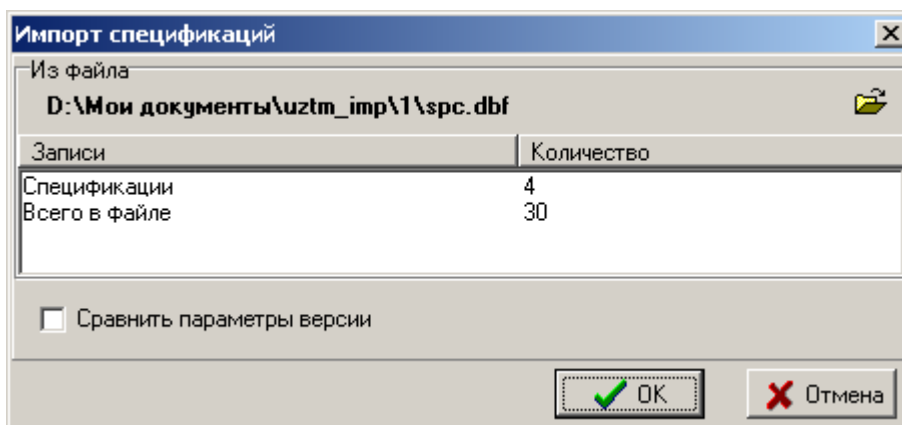 Импорт спецификаций
Из файла
D:\Мои документы\uztm_imp\1\spc.dbf
Записи Количество
Спецификации 4
Всего в файле 30
Сравнить параметры версии
OK Отмена